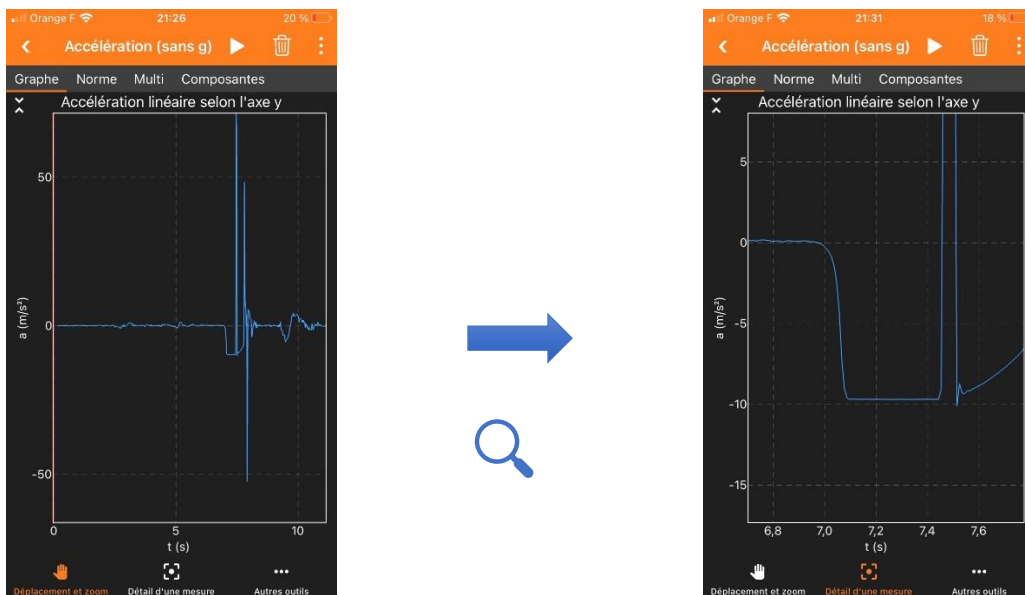 Orange F 21:26 20 %
Accélération (sans g)
Graphe Norme Multi Composantes
Accélération linéaire selon l'axe y
50
0
-50
a (m/s²)
0 5 10
t (s)
Déplacement et zoom Détail d'une mesure Autres outils
Orange F 21:31 18 %
Accélération (sans g)
Graphe Norme Multi Composantes
Accélération linéaire selon l'axe y
5
0
-5
-10
-15
a (m/s²)
6,8 7,0 7,2 7,4 7,6
t (s)
Déplacement et zoom Détail d'une mesure Autres outils